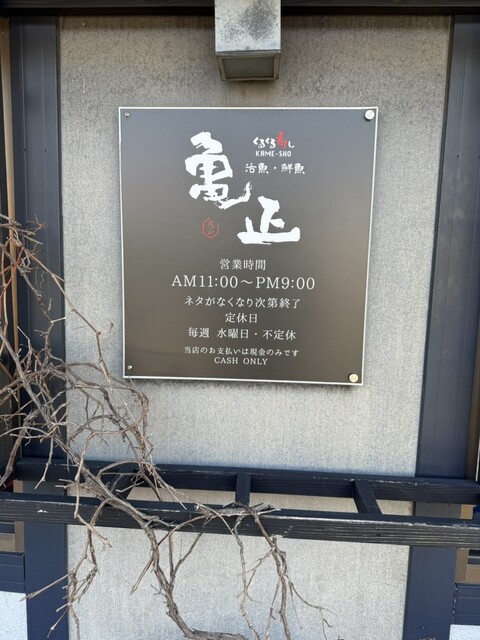 くるくる寿し
KAME-SHO
活魚・鮮魚
亀正
営業時間
AM11:00〜PM9:00
ネタがなくなり次第終了
定休日
毎週 水曜日・不定休
当店のお支払いは現金のみです
CASH ONLY